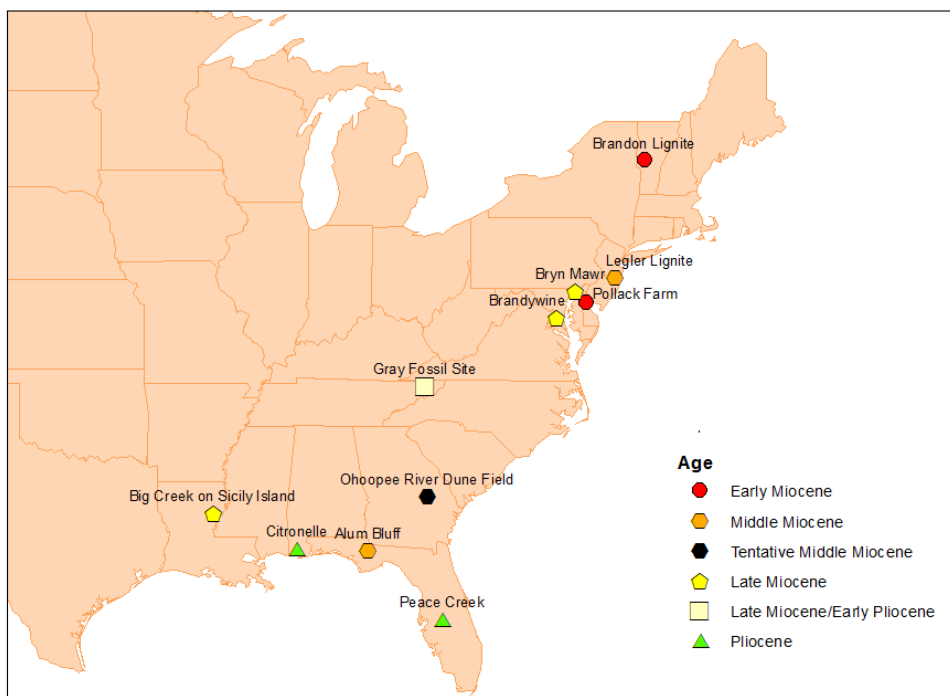 Brandon Lignite
Legler Lignite
Bryn Mawr
Pollack Farm
Brandywine
Gray Fossil Site
Ohoopee River Dune Field
Big Creek on Sicily Island
Citronelle
Alum Bluff
Peace Creek
Age
Early Miocene
Middle Miocene
Tentative Middle Miocene
Late Miocene
Late Miocene/Early Pliocene
Pliocene